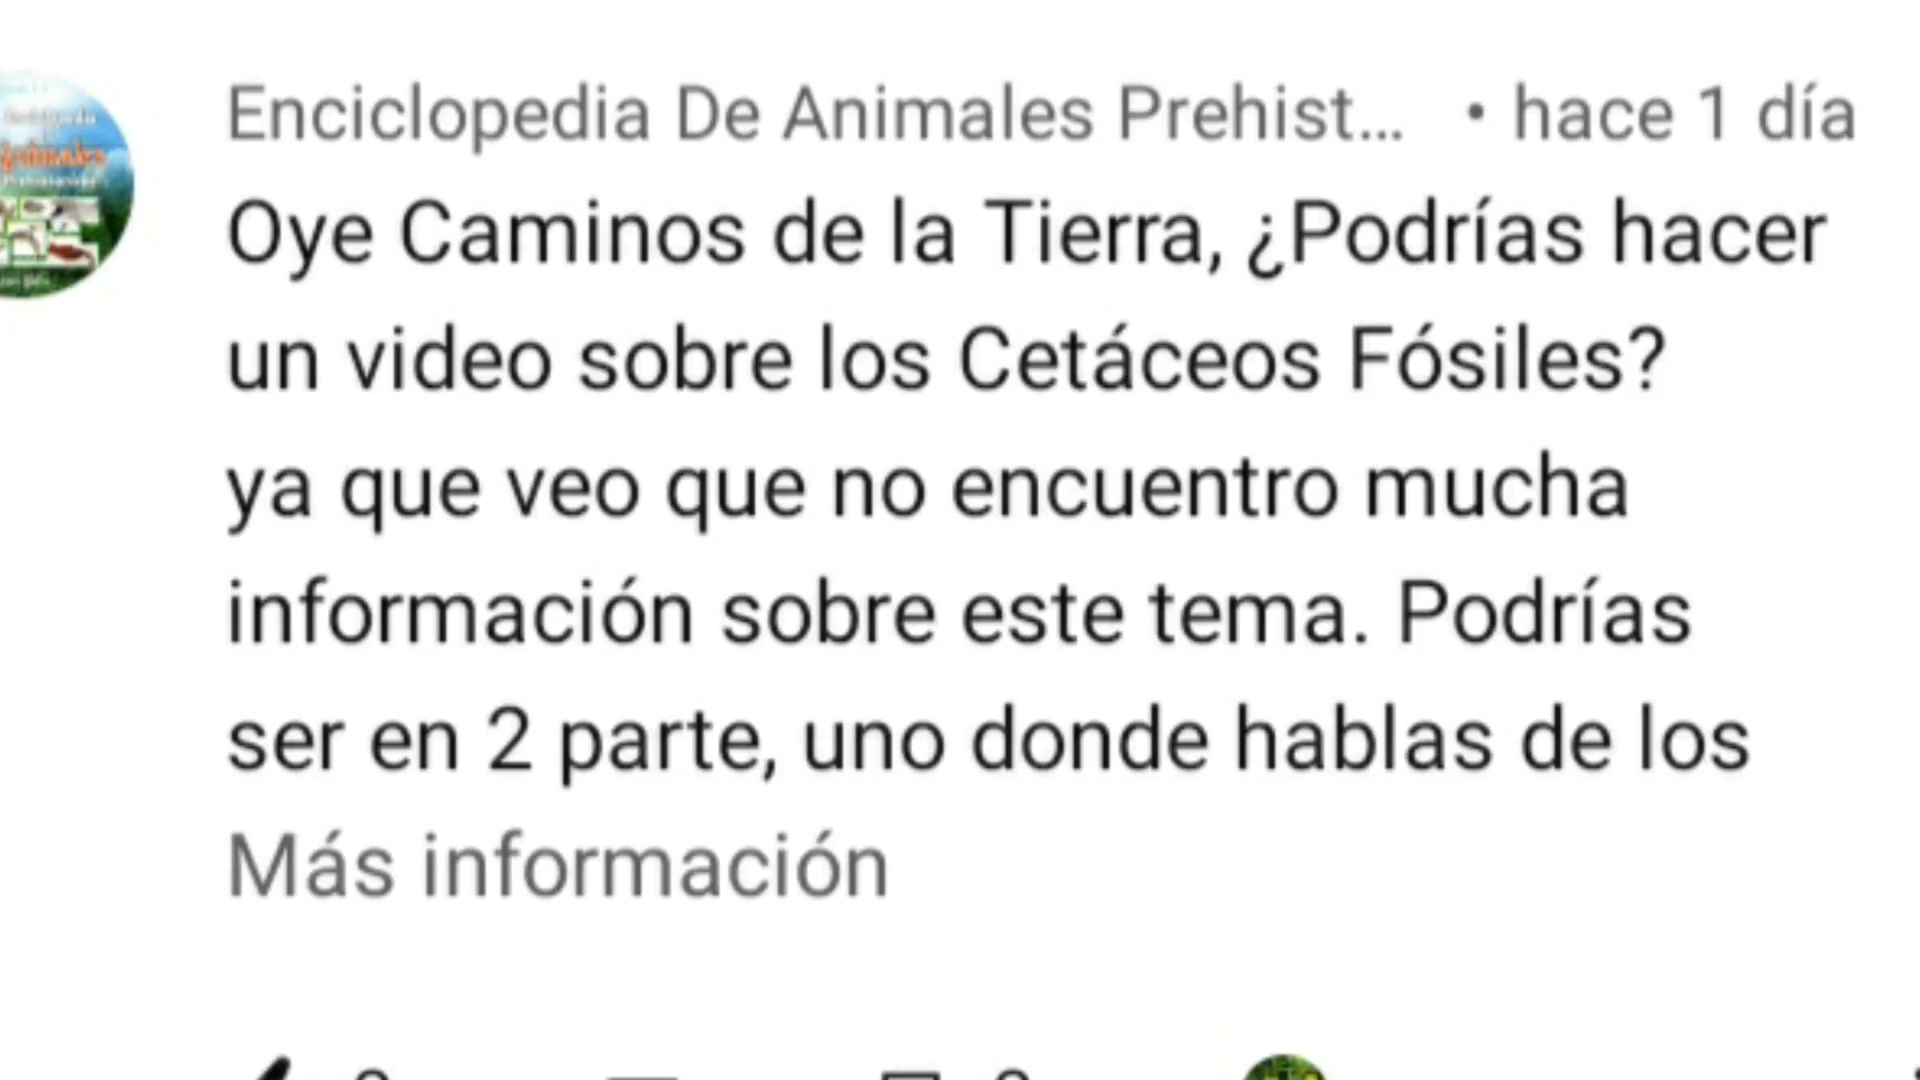 Enciclopedia De Animales Prehist... • hace 1 día
Oye Caminos de la Tierra, ¿Podrías hacer
un video sobre los Cetáceos Fósiles?
ya que veo que no encuentro mucha
información sobre este tema. Podrías
ser en 2 parte, uno donde hablas de los
Más información